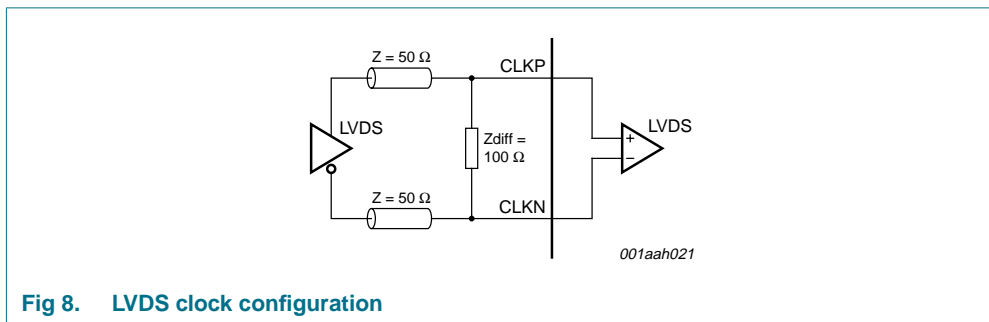 Z = 50 Ω
CLKP
LVDS
Zdiff =
100 Ω
LVDS
+
−
Z = 50 Ω
CLKN
001aah021
Fig 8. LVDS clock configuration